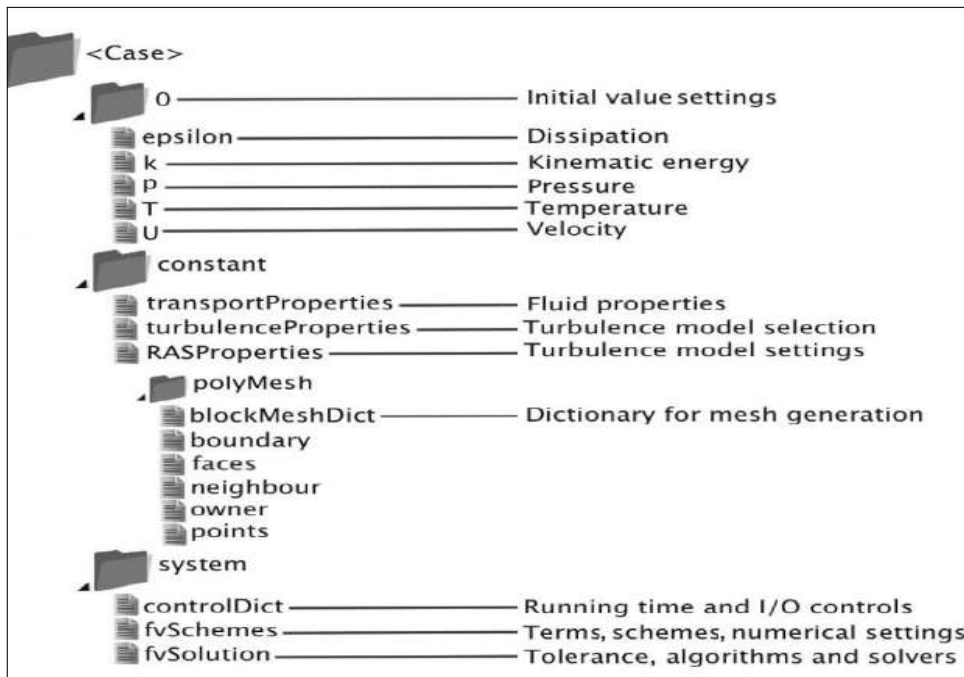 <Case>
0 Initial value settings
epsilon Dissipation
k Kinematic energy
p Pressure
T Temperature
U Velocity
constant
transportProperties Fluid properties
turbulenceProperties Turbulence model selection
RASProperties Turbulence model settings
polyMesh
blockMeshDict Dictionary for mesh generation
boundary
faces
neighbour
owner
points
system
controlDict Running time and I/O controls
fvSchemes Terms, schemes, numerical settings
fvSolution Tolerance, algorithms and solvers